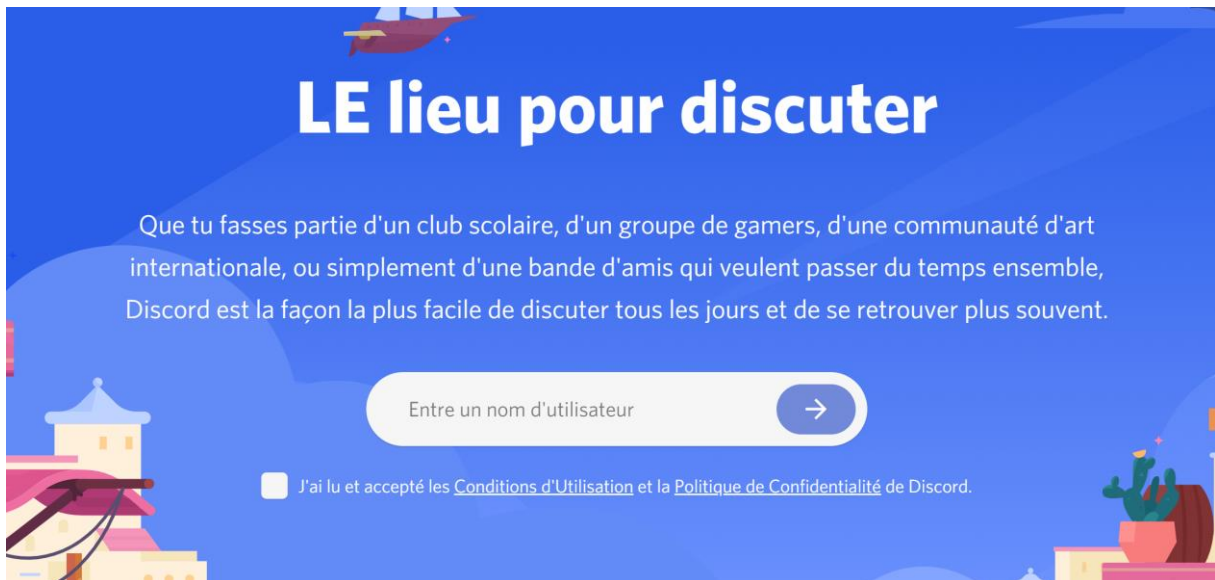 LE lieu pour discuter
Que tu fasses partie d'un club scolaire, d'un groupe de gamers, d'une communauté d'art
internationale, ou simplement d'une bande d'amis qui veulent passer du temps ensemble,
Discord est la façon la plus facile de discuter tous les jours et de se retrouver plus souvent.
Entre un nom d'utilisateur
J'ai lu et accepté les Conditions d'Utilisation et la Politique de Confidentialité de Discord.